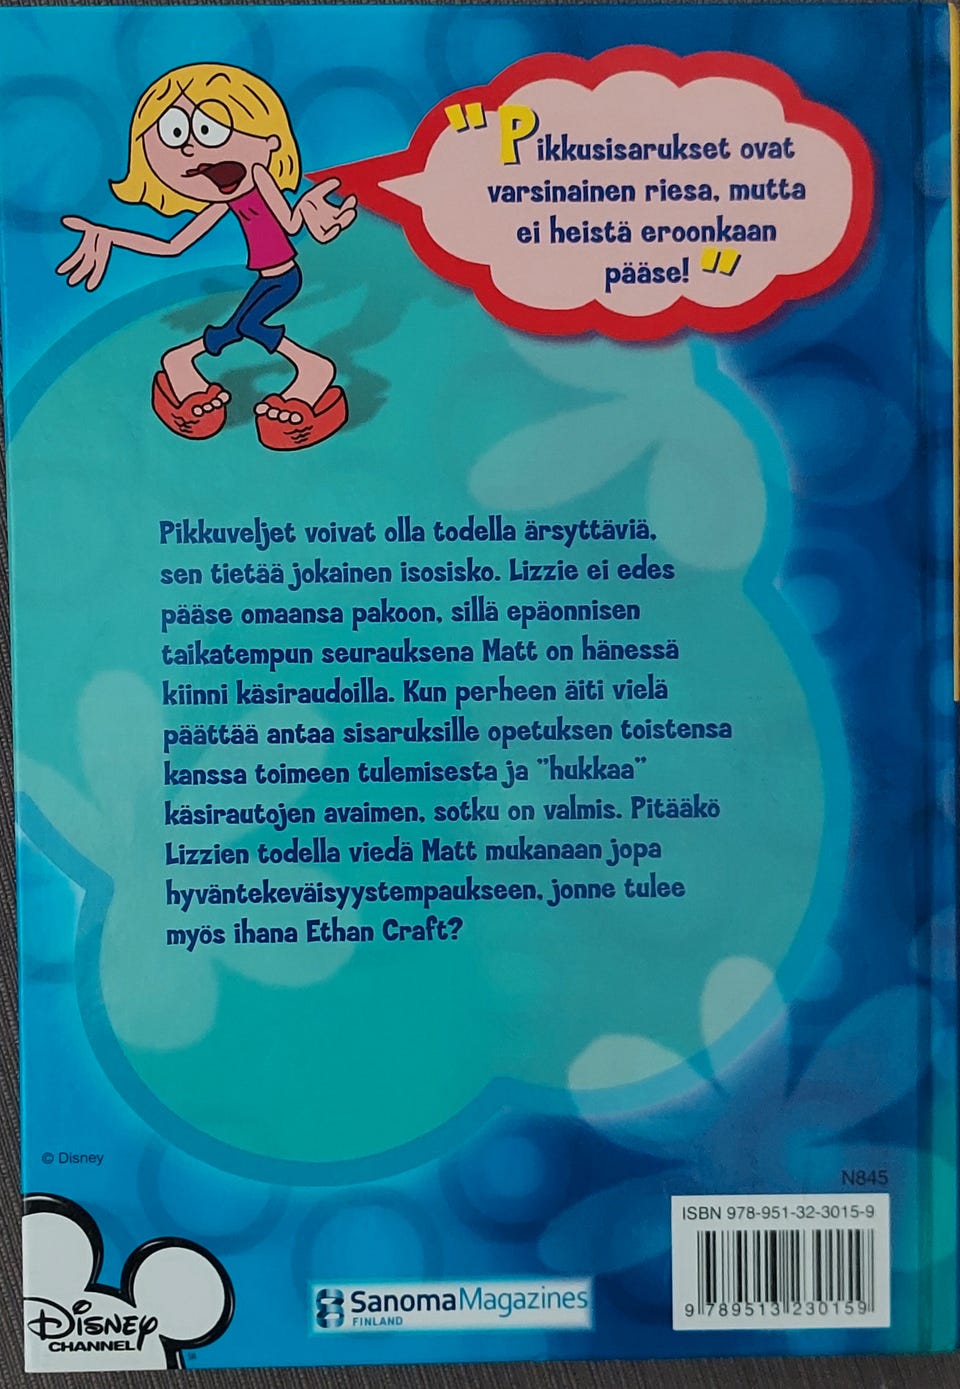 "Pikkusisarukset ovat
varsinainen riesa, mutta
ei heistä eroonkaan
pääse!"
Pikkuveljet voivat olla todella ärsyttäviä,
sen tietää jokainen isosisko. Lizzie ei edes
pääse omaansa pakoon, sillä epäonnisen
taikatempun seurauksena Matt on hänessä
kiinni käsiraudoilla. Kun perheen äiti vielä
päättää antaa sisaruksille opetuksen toistensa
kanssa toimeen tulemisesta ja "hukkaa"
käsirautojen avaimen, sotku on valmis. Pitääkö
Lizzien todella viedä Matt mukanaan jopa
hyväntekeväisyystempaukseen, jonne tulee
myös ihana Ethan Craft?
© Disney
N845
ISBN 978-951-32-3015-9
9 789513 230159
SanomaMagazines
FINLAND
Disney
CHANNEL